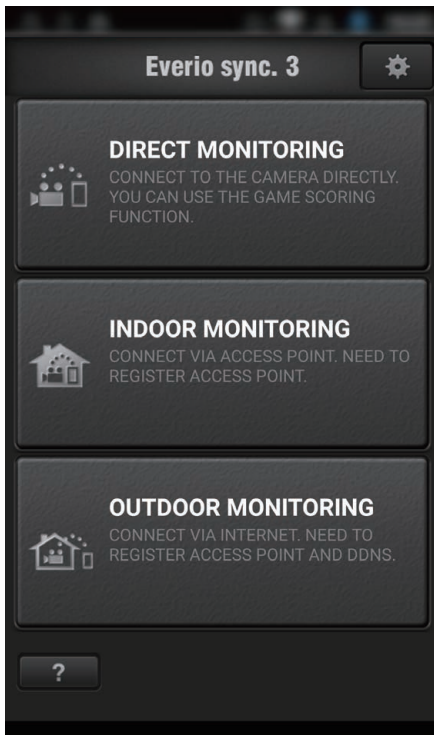 Everio sync. 3
DIRECT MONITORING
CONNECT TO THE CAMERA DIRECTLY.
YOU CAN USE THE GAME SCORING
FUNCTION.
INDOOR MONITORING
CONNECT VIA ACCESS POINT. NEED TO
REGISTER ACCESS POINT.
OUTDOOR MONITORING
CONNECT VIA INTERNET. NEED TO
REGISTER ACCESS POINT AND DDNS.
?